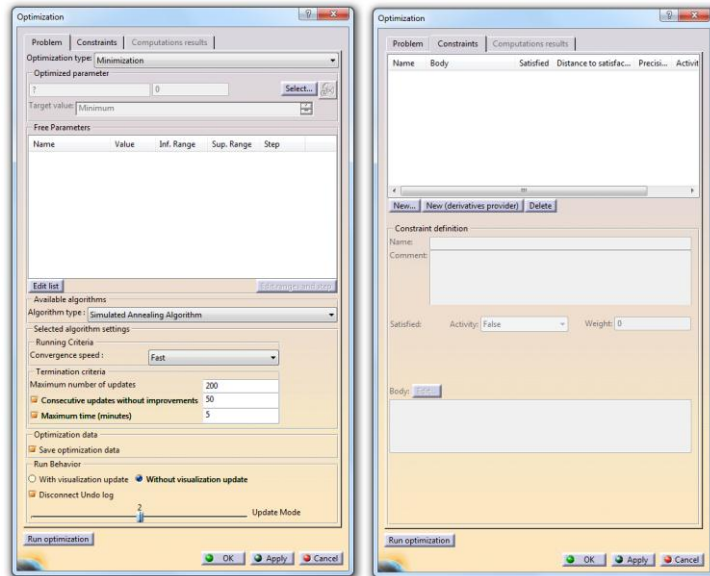 Optimization
Problem Constraints Computations results
Optimization type: Minimization
Optimized parameter
? 0 Select...
Target value: Minimum
Free Parameters
Name Value Inf. Range Sup. Range Step
Edit list Edit ranges and step
Available algorithms
Algorithm type : Simulated Annealing Algorithm
Selected algorithm settings
Running Criteria
Convergence speed : Fast
Termination criteria
Maximum number of updates 200
Consecutive updates without improvements 50
Maximum time (minutes) 5
Optimization data
Save optimization data
Run Behavior
With visualization update Without visualization update
Disconnect Undo log
2
Update Mode
Run optimization
OK Apply Cancel
Optimization
Problem Constraints Computations results
Name Body Satisfied Distance to satisfac... Precisi... Activit
New... New (derivatives provider) Delete
Constraint definition
Name:
Comment:
Satisfied: Activity: False Weight: 0
Body: Edit...
Run optimization
OK Apply Cancel